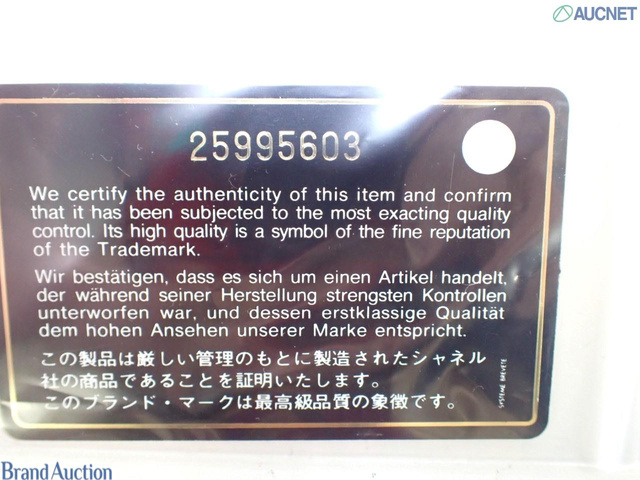 AUCNET
25995603
We certify the authenticity of this item and confirm
that it has been subjected to the most exacting quality
control. Its high quality is a symbol of the fine reputation
of the Trademark.
Wir bestätigen, dass es sich um einen Artikel handelt,
der während seiner Herstellung strengsten Kontrollen
unterworfen war, und dessen erstklassige Qualität
dem hohen Ansehen unserer Marke entspricht.
この製品は厳しい管理のもとに製造されたシャネル
社の商品であることを証明いたします。
このブランド・マークは最高級品質の象徴です。
SYSTEME BREVETE
Brand Auction